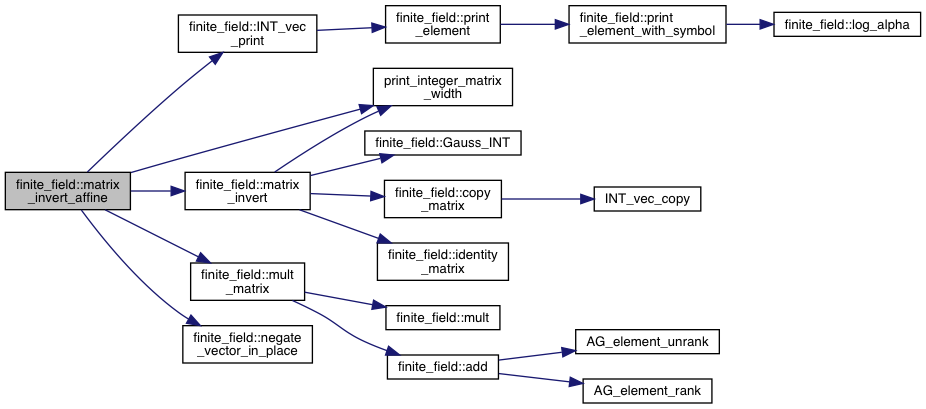 finite_field::matrix
_invert_affine
finite_field::INT_vec
_print
finite_field::print
_element
finite_field::print
_element_with_symbol
finite_field::log_alpha
print_integer_matrix
_width
finite_field::matrix
_invert
finite_field::Gauss_INT
finite_field::copy
_matrix
INT_vec_copy
finite_field::identity
_matrix
finite_field::mult
_matrix
finite_field::mult
finite_field::add
AG_element_unrank
AG_element_rank
finite_field::negate
_vector_in_place